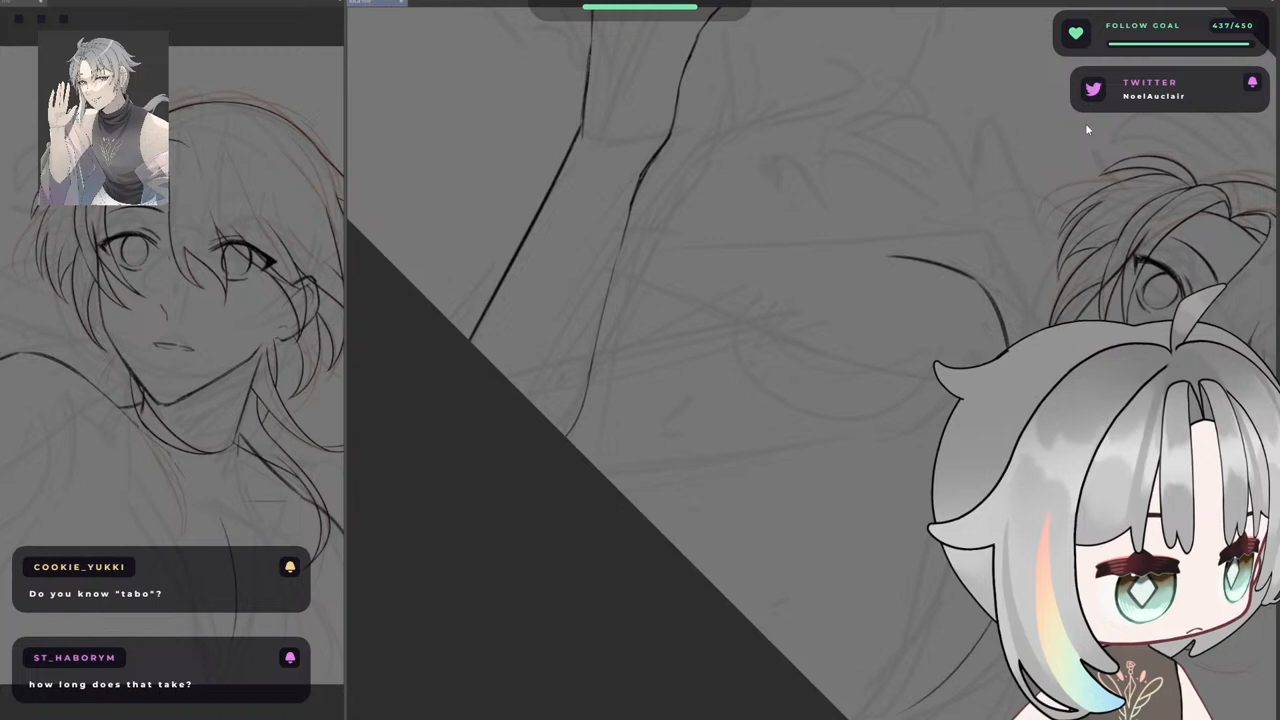 FOLLOW GOAL 437/450
TWITTER
NoelAuclair
COOKIE_YUKKI
Do you know "tabo"?
ST_HABORYM
how long does that take?